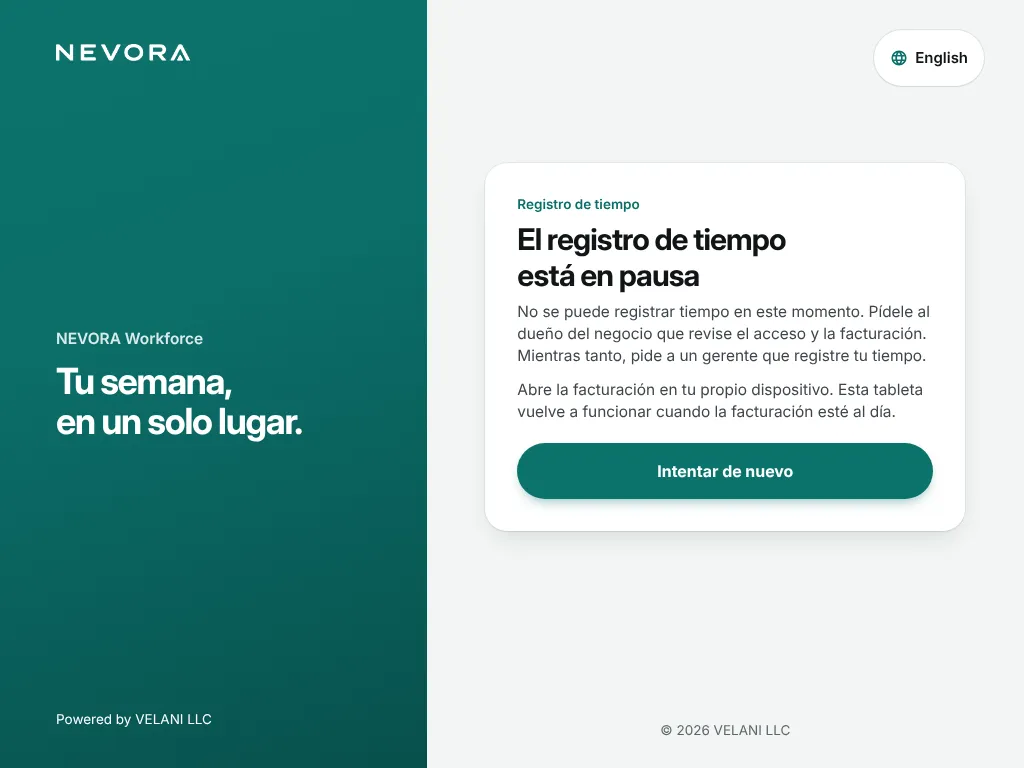 NEVORA
English
NEVORA Workforce
Tu semana,
en un solo lugar.
Powered by VELANI LLC
Registro de tiempo
El registro de tiempo
está en pausa
No se puede registrar tiempo en este momento. Pídele al
dueño del negocio que revise el acceso y la facturación.
Mientras tanto, pide a un gerente que registre tu tiempo.
Abre la facturación en tu propio dispositivo. Esta tableta
vuelve a funcionar cuando la facturación esté al día.
Intentar de nuevo
© 2026 VELANI LLC